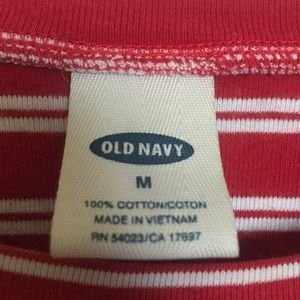 OLD NAVY
M
100% COTTON/COTON
MADE IN VIETNAM
RN 54023/CA 17897